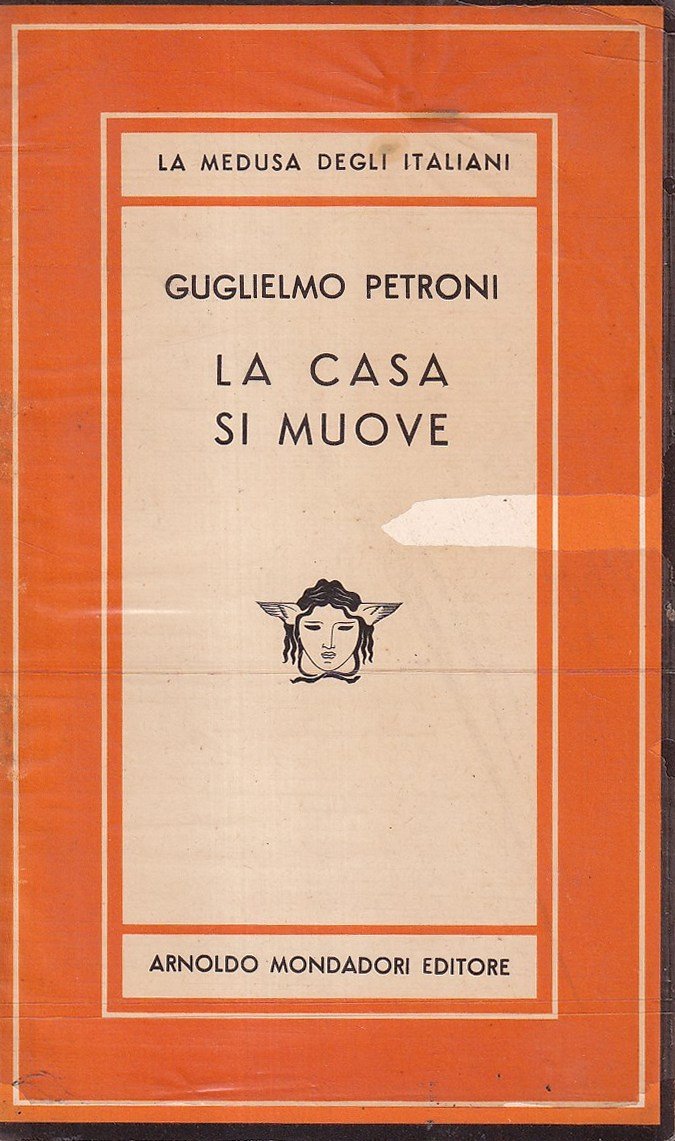 LA MEDUSA DEGLI ITALIANI
GUGLIELMO PETRONI
LA CASA
SI MUOVE
ARNOLDO MONDADORI EDITORE